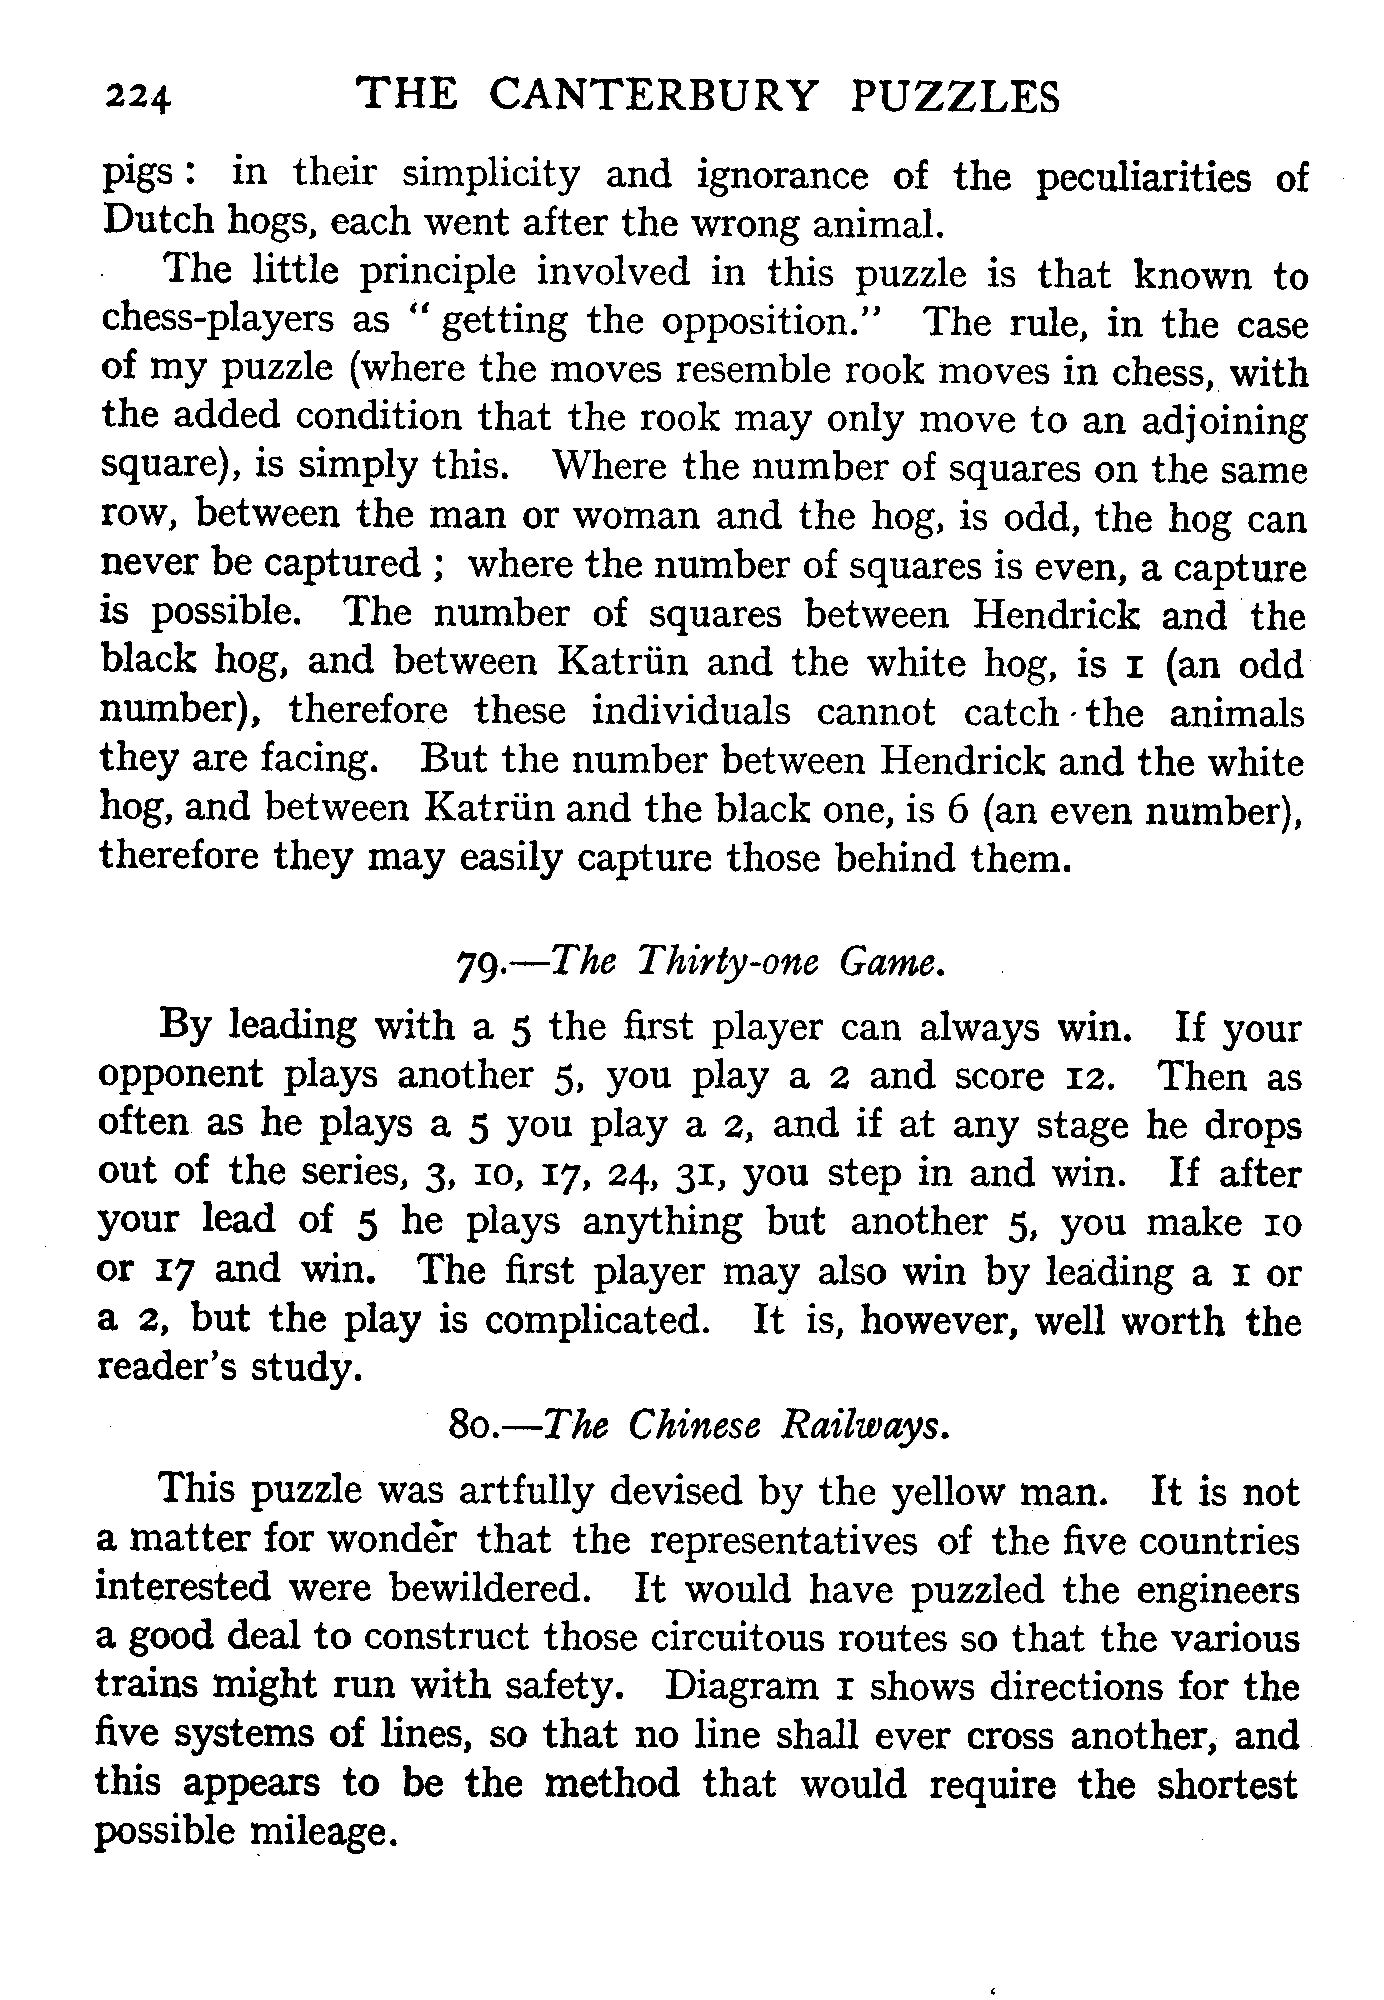 224 THE CANTERBURY PUZZLES
pigs : in their simplicity and ignorance of the peculiarities of
Dutch hogs, each went after the wrong animal.
The little principle involved in this puzzle is that known to
chess-players as “ getting the opposition.” The rule, in the case
of my puzzle (where the moves resemble rook moves in chess, with
the added condition that the rook may only move to an adjoining
square), is simply this. Where the number of squares on the same
row, between the man or woman and the hog, is odd, the hog can
never be captured ; where the number of squares is even, a capture
is possible. The number of squares between Hendrick and the
black hog, and between Katrün and the white hog, is 1 (an odd
number), therefore these individuals cannot catch the animals
they are facing. But the number between Hendrick and the white
hog, and between Katrün and the black one, is 6 (an even number),
therefore they may easily capture those behind them.
79.—The Thirty-one Game.
By leading with a 5 the first player can always win. If your
opponent plays another 5, you play a 2 and score 12. Then as
often as he plays a 5 you play a 2, and if at any stage he drops
out of the series, 3, 10, 17, 24, 31, you step in and win. If after
your lead of 5 he plays anything but another 5, you make 10
or 17 and win. The first player may also win by leading a 1 or
a 2, but the play is complicated. It is, however, well worth the
reader’s study.
80.—The Chinese Railways.
This puzzle was artfully devised by the yellow man. It is not
a matter for wonder that the representatives of the five countries
interested were bewildered. It would have puzzled the engineers
a good deal to construct those circuitous routes so that the various
trains might run with safety. Diagram 1 shows directions for the
five systems of lines, so that no line shall ever cross another, and
this appears to be the method that would require the shortest
possible mileage.